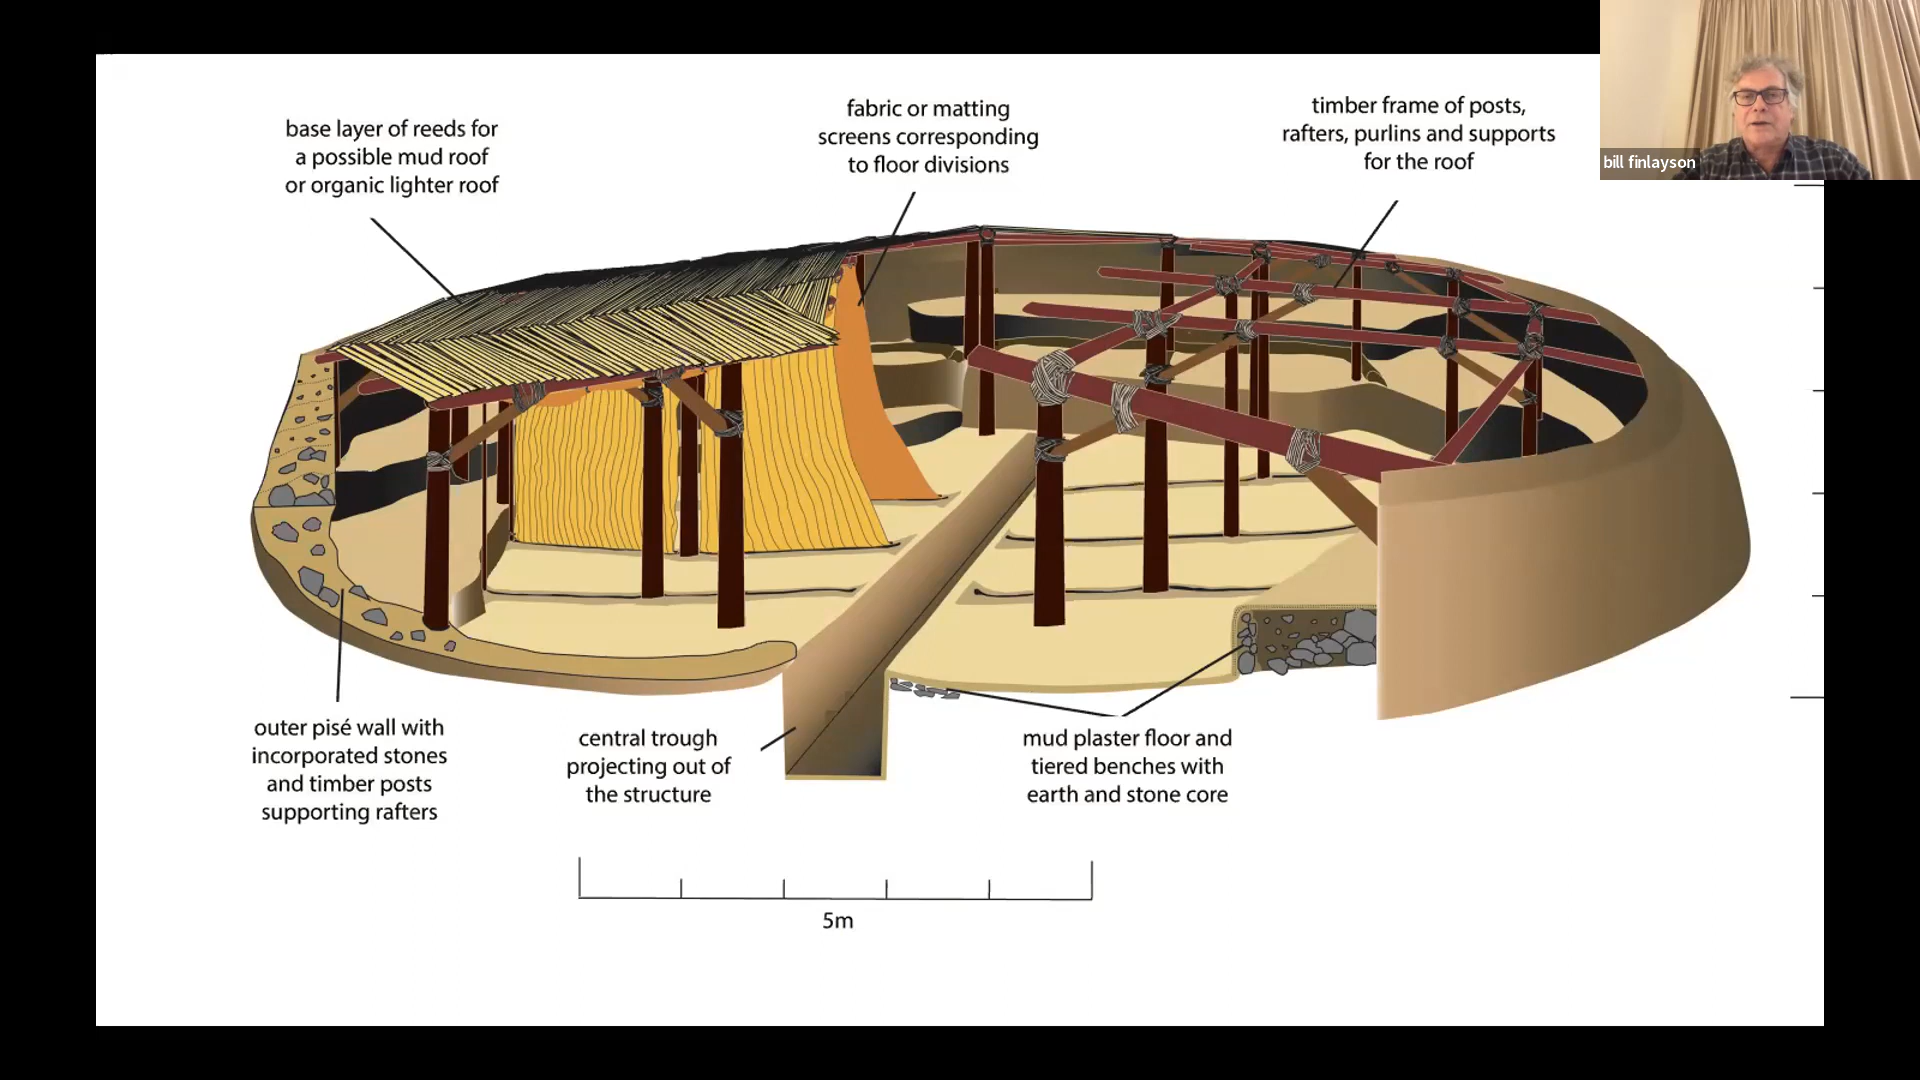 base layer of reeds for
a possible mud roof
or organic lighter roof
fabric or matting
screens corresponding
to floor divisions
timber frame of posts,
rafters, purlins and supports
for the roof
bill finlayson
outer pisé wall with
incorporated stones
and timber posts
supporting rafters
central trough
projecting out of
the structure
mud plaster floor and
tiered benches with
earth and stone core
5m